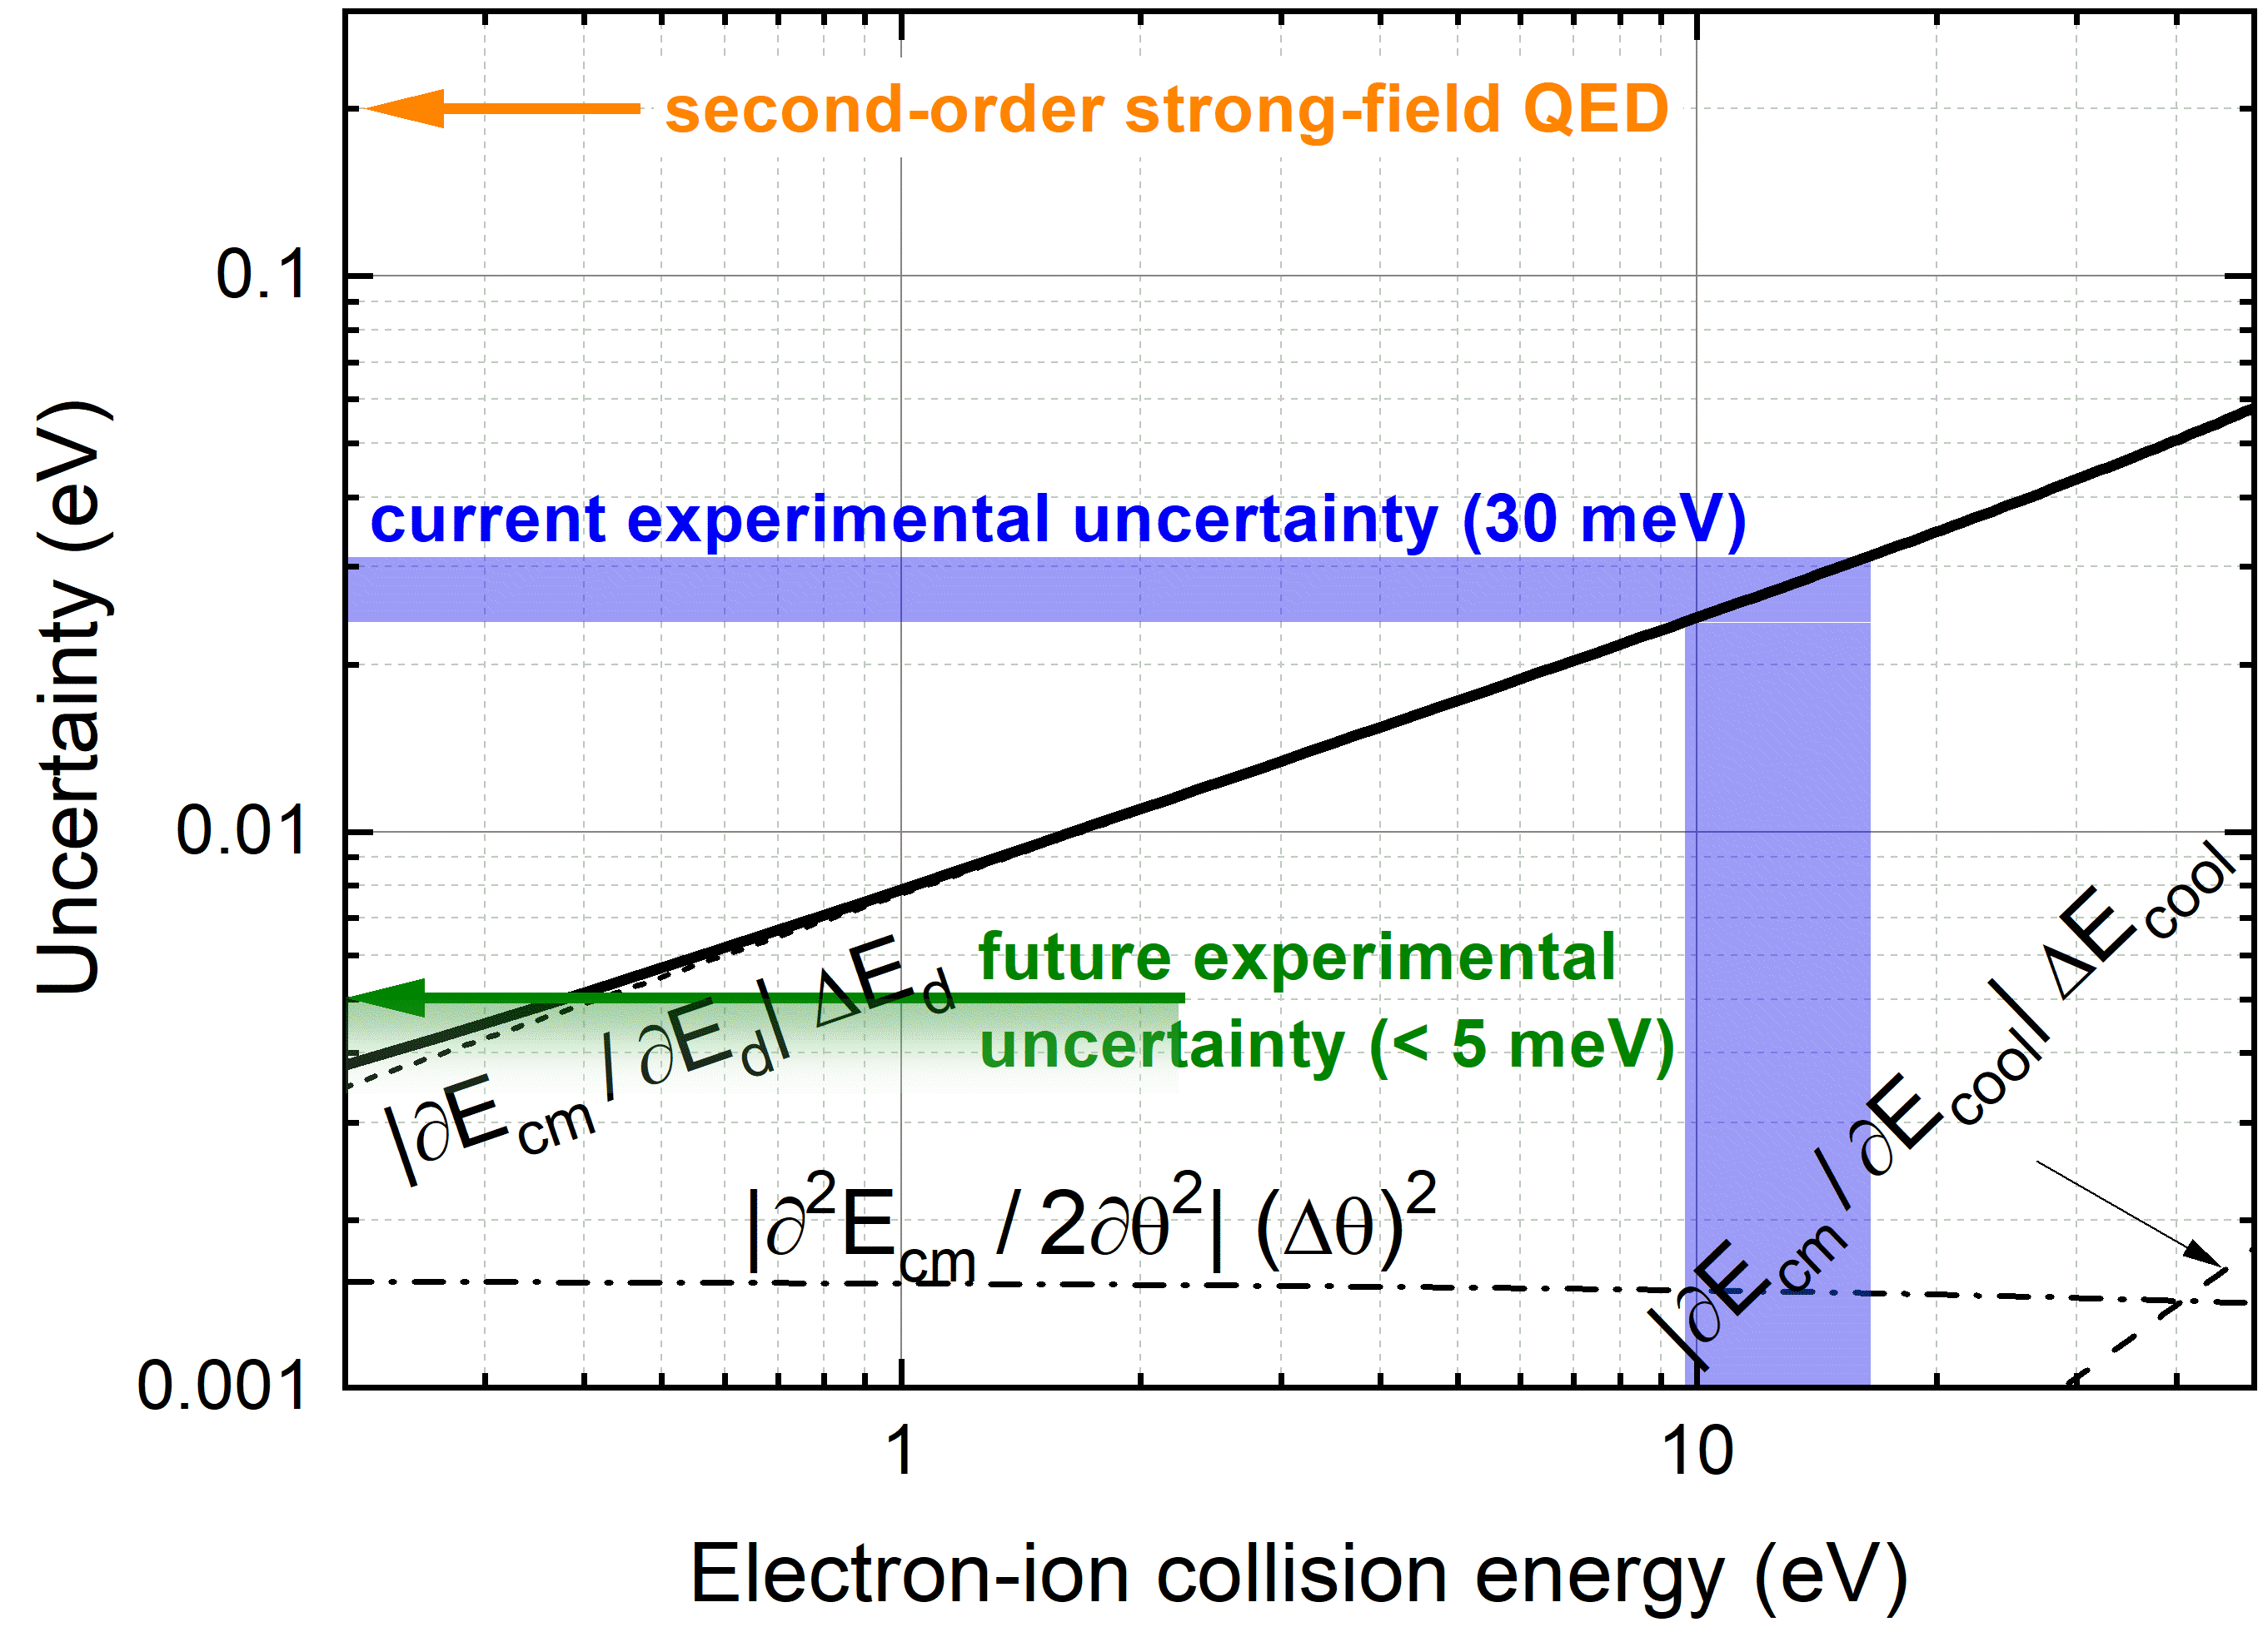 second-order strong-field QED
0.1
current experimental uncertainty (30 meV)
0.01
|∂E_cm / ∂E_d| ΔE_d
future experimental
uncertainty (< 5 meV)
|∂²E_cm / 2∂θ²| (Δθ)²
|∂E_cm / ∂E_cool| ΔE_cool
0.001
1
10
Uncertainty (eV)
Electron-ion collision energy (eV)